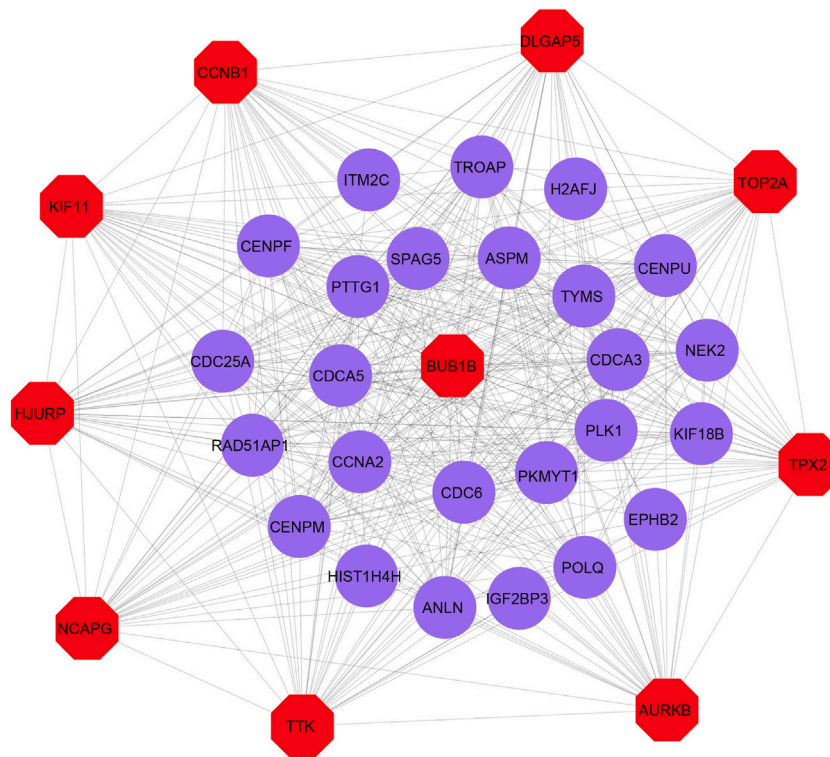 DLGAP5
CCNB1
TROAP
ITM2C
TOP2A
H2AFJ
KIF11
CENPF
SPAG5
ASPM
CENPU
PTTG1
TYMS
NEK2
CDC25A
CDCA3
BUB1B
CDCA5
HJURP
PLK1
KIF18B
RAD51AP1
CCNA2
TPX2
PKMYT1
CDC6
EPHB2
CENPM
POLQ
HIST1H4H
IGF2BP3
ANLN
NCAPG
AURKB
TTK